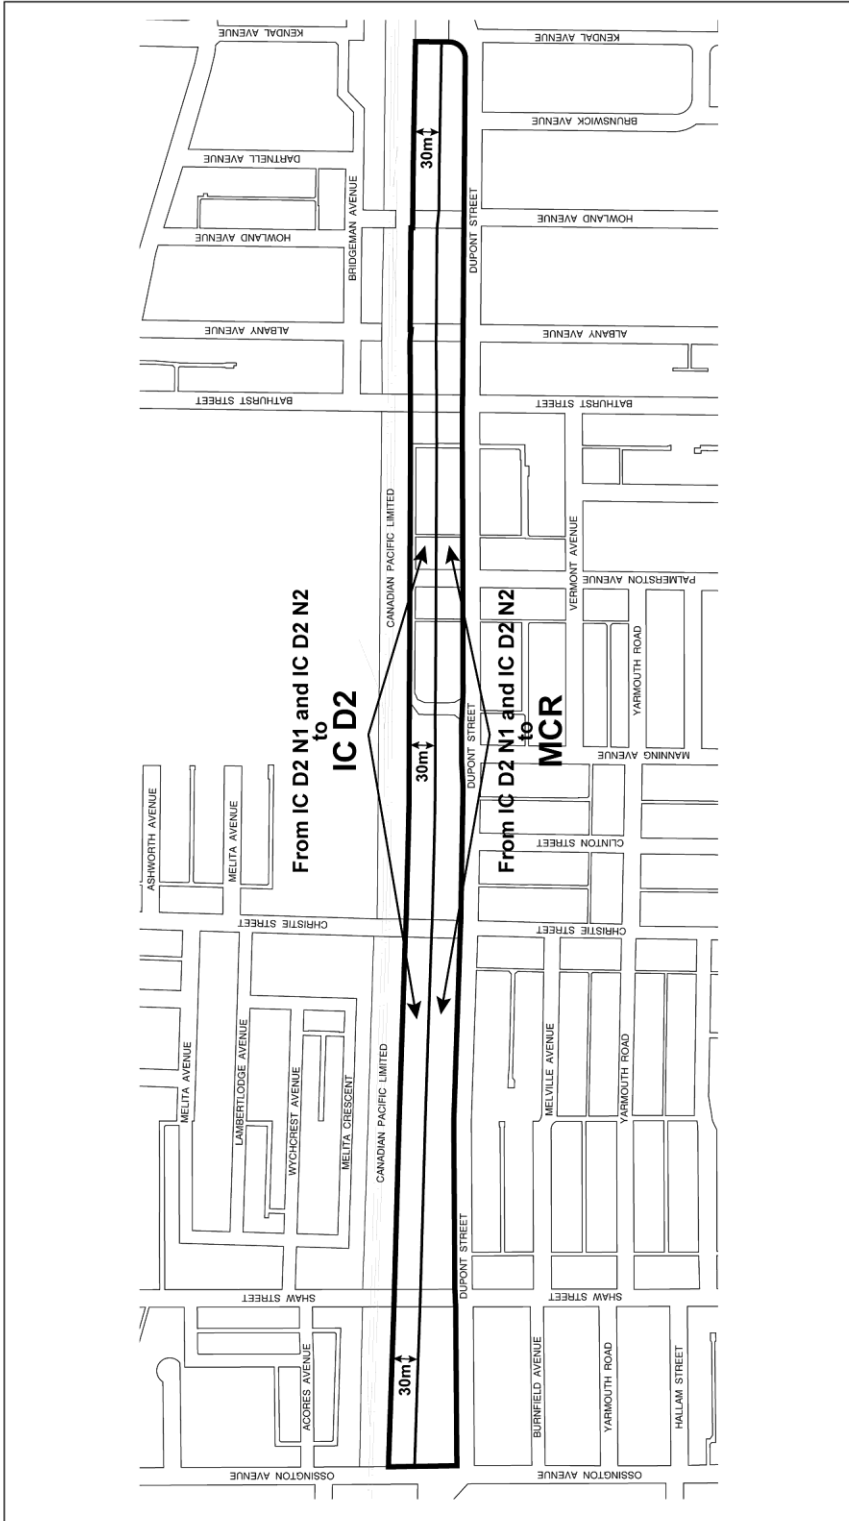 KENDAL AVENUE
KENDAL AVENUE
BRUNSWICK AVENUE
DARTNELL AVENUE
30m
BRIDGEMAN AVENUE
DUPONT STREET
HOWLAND AVENUE
HOWLAND AVENUE
ALBANY AVENUE
ALBANY AVENUE
BATHURST STREET
BATHURST STREET
CANADIAN PACIFIC LIMITED
VERMONT AVENUE
PALMERSTON AVENUE
From IC D2 N1 and IC D2 N2
to
IC D2
From IC D2 N1 and IC D2 N2
to
MCR
YARMOUTH ROAD
30m
DUPONT STREET
MANNING AVENUE
ASHWORTH AVENUE
MELITA AVENUE
CLINTON STREET
CHRISTIE STREET
CHRISTIE STREET
MELITA AVENUE
LAMBERTLODGE AVENUE
WYCHCREST AVENUE
MELITA CRESCENT
CANADIAN PACIFIC LIMITED
MELVILLE AVENUE
YARMOUTH ROAD
DUPONT STREET
SHAW STREET
SHAW STREET
ACORES AVENUE
30m
BURNFIELD AVENUE
YARMOUTH ROAD
HALLAM STREET
OSSINGTON AVENUE
OSSINGTON AVENUE